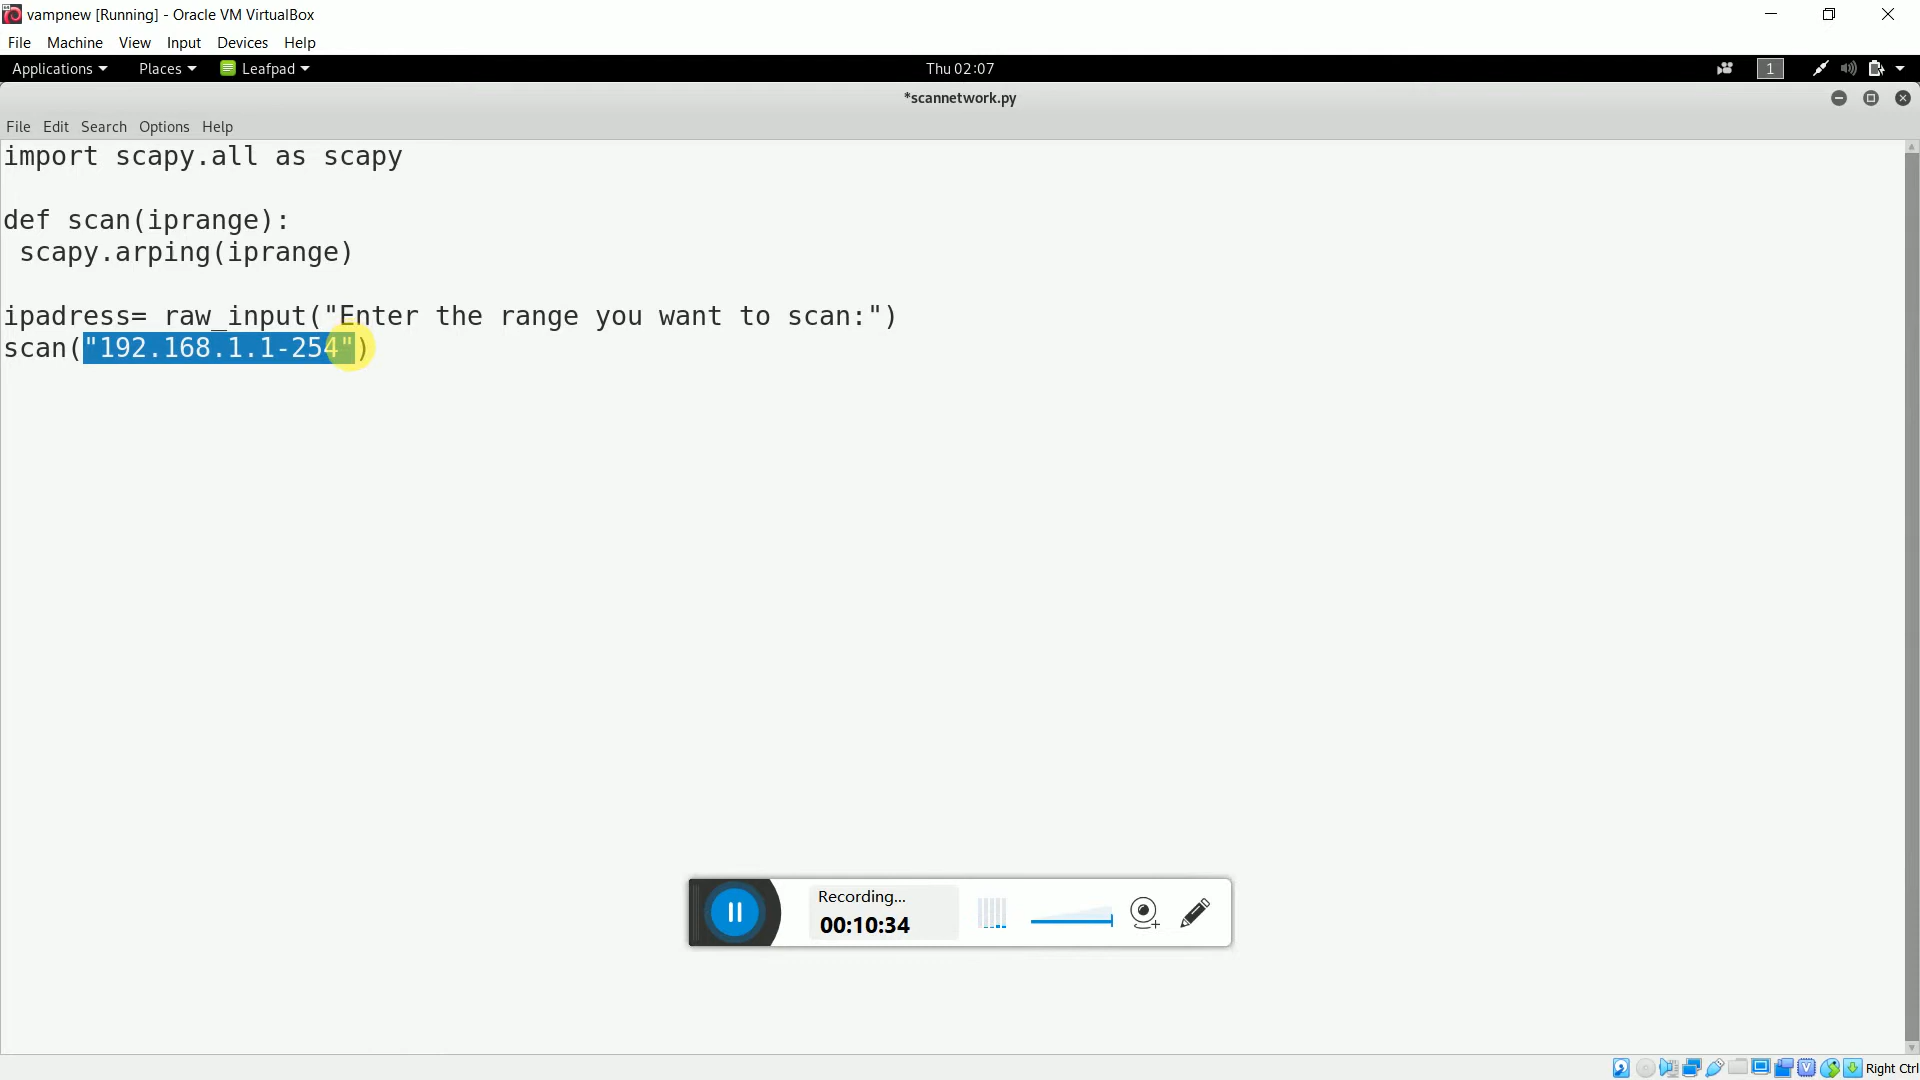 vampnew [Running] - Oracle VM VirtualBox
File Machine View Input Devices Help
Applications Places Leafpad Thu 02:07 1
*scannetwork.py
File Edit Search Options Help
import scapy.all as scapy
def scan(iprange):
scapy.arping(iprange)
ipadress= raw_input("Enter the range you want to scan:")
scan("192.168.1.1-254")
Recording...
00:10:34
Right Ctrl